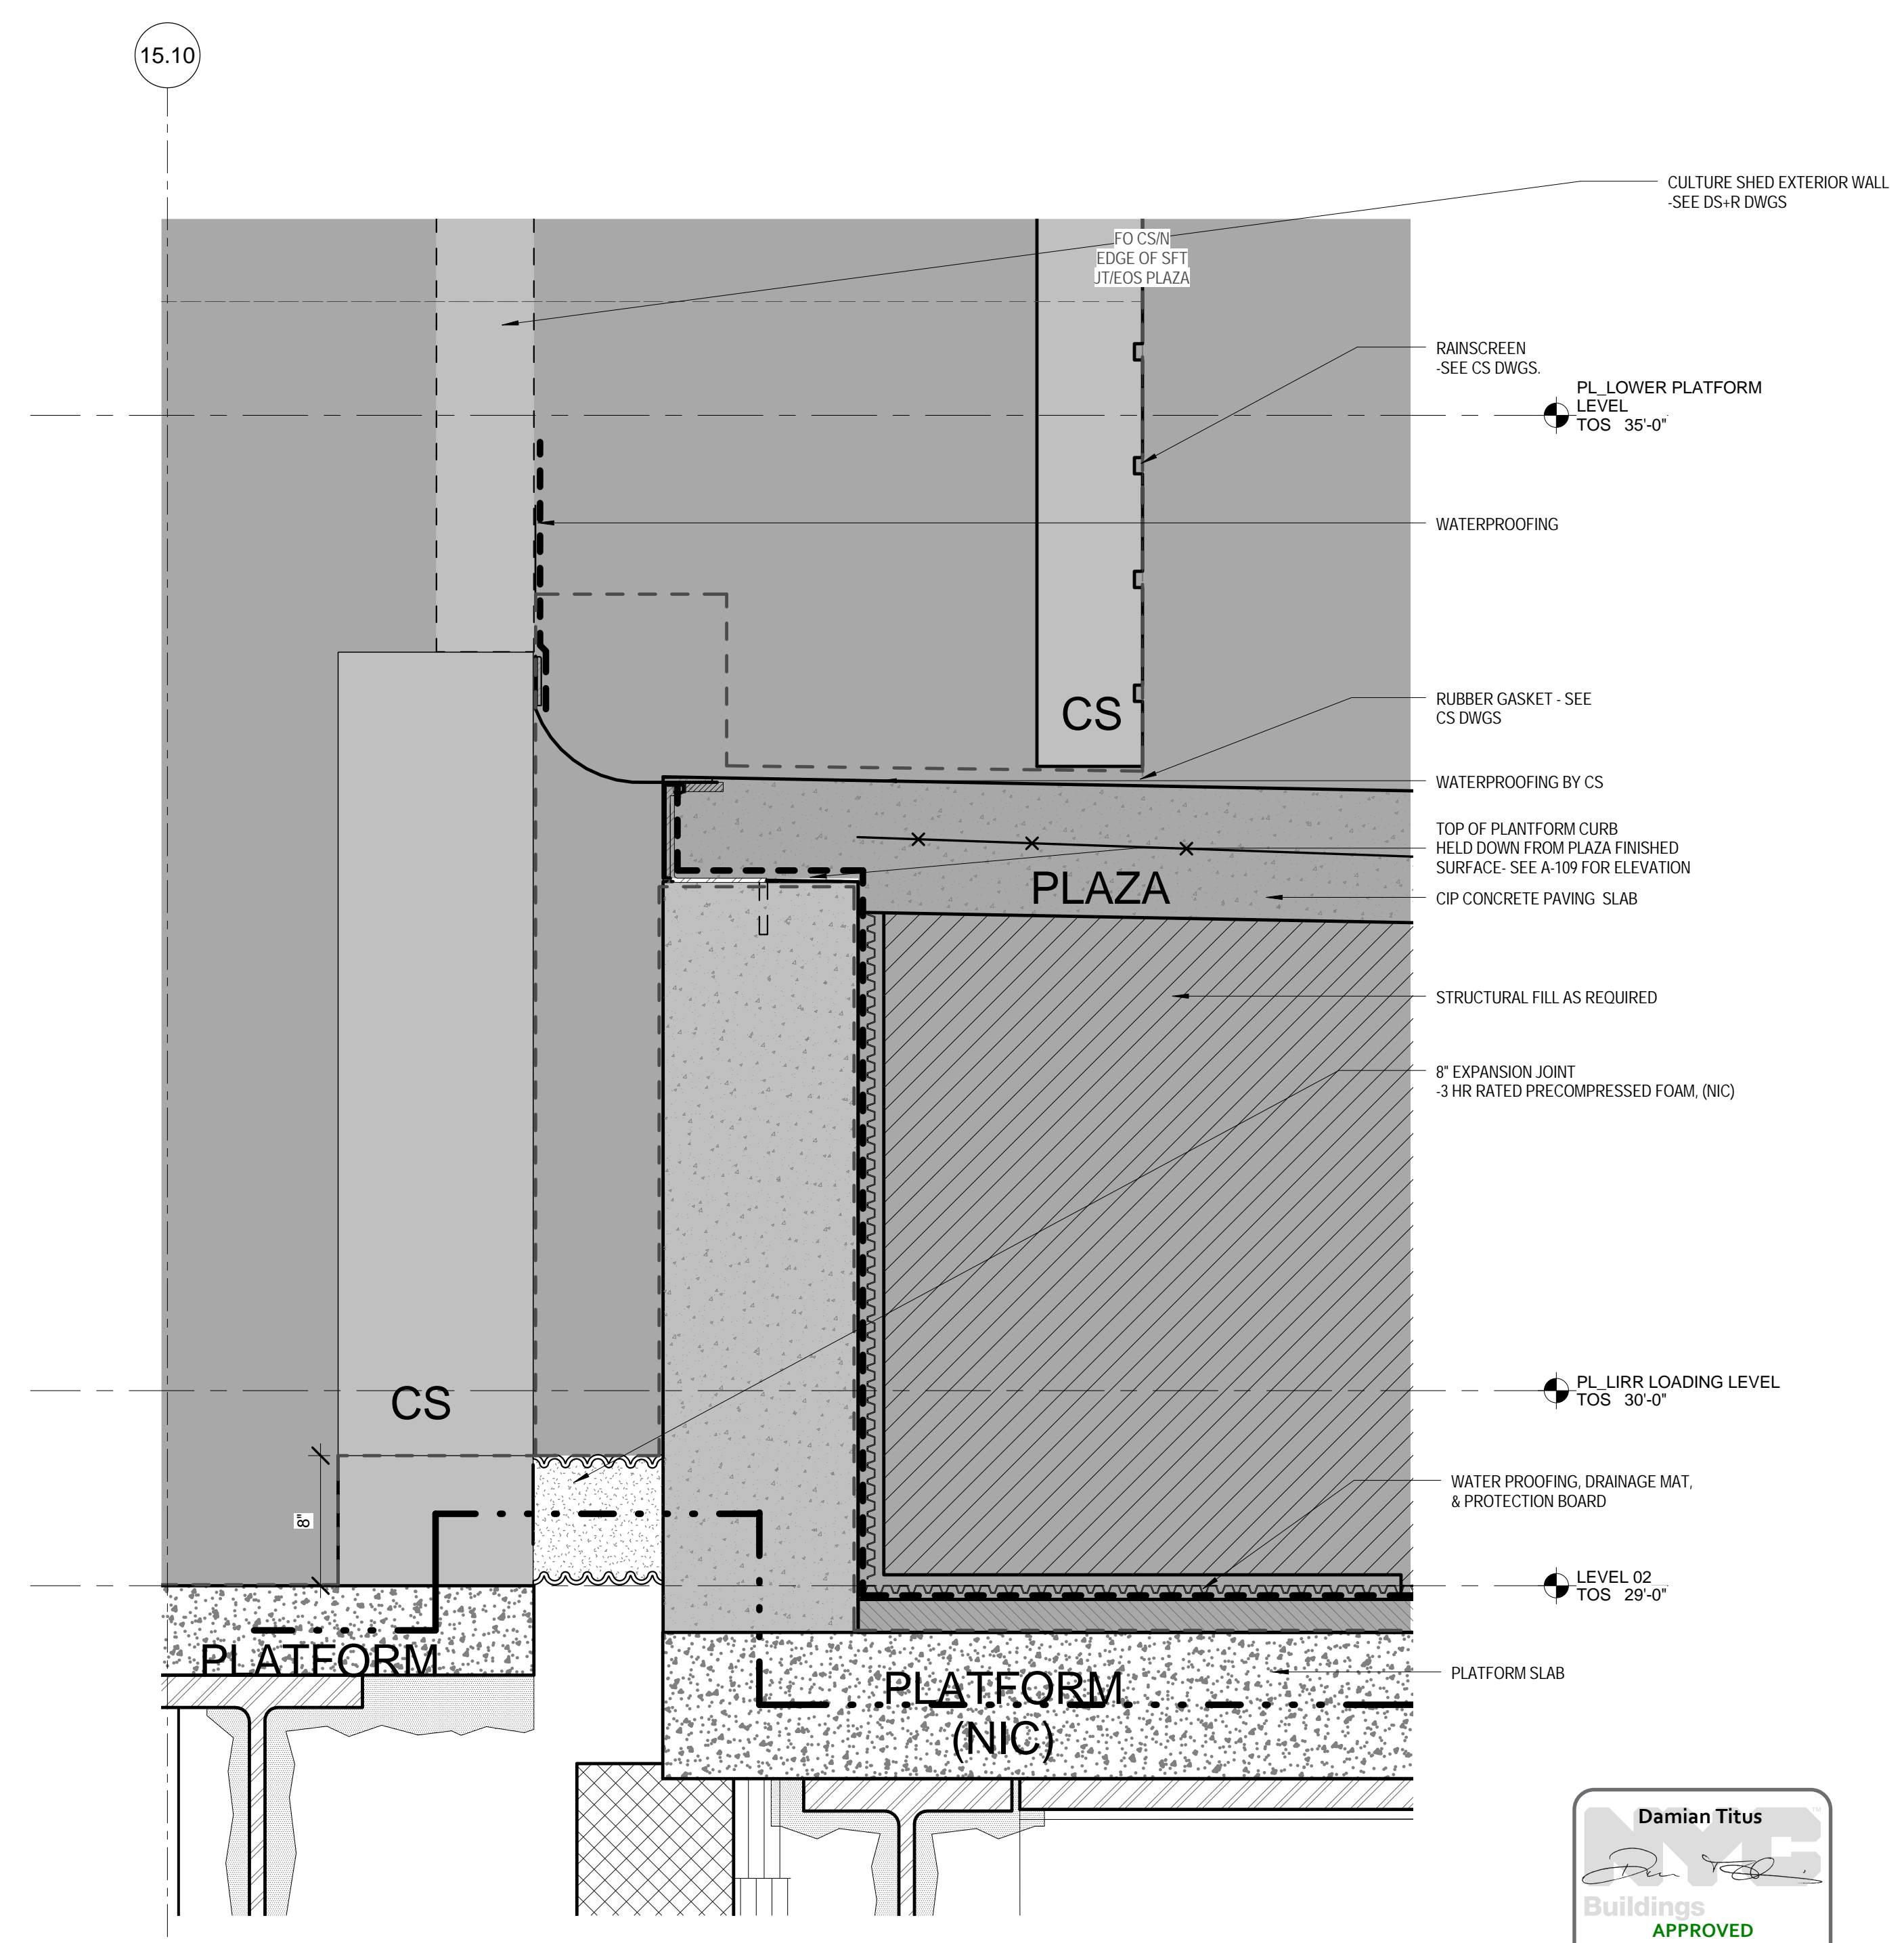 15.10
CULTURE SHED EXTERIOR WALL
-SEE DS+R DWGS
FO CS/N
EDGE OF SFT
JT/EOS PLAZA
RAINSCREEN
-SEE CS DWGS.
PL_LOWER PLATFORM
LEVEL
TOS 35'-0"
WATERPROOFING
CS
RUBBER GASKET - SEE
CS DWGS
WATERPROOFING BY CS
TOP OF PLANTFORM CURB
HELD DOWN FROM PLAZA FINISHED
SURFACE- SEE A-109 FOR ELEVATION
PLAZA
CIP CONCRETE PAVING SLAB
STRUCTURAL FILL AS REQUIRED
8" EXPANSION JOINT
-3 HR RATED PRECOMPRESSED FOAM, (NIC)
PL_LIRR LOADING LEVEL
TOS 30'-0"
CS
WATER PROOFING, DRAINAGE MAT,
& PROTECTION BOARD
8"
LEVEL 02
TOS 29'-0"
PLATFORM
PLATFORM
(NIC)
PLATFORM SLAB
Damian Titus
NYC
TM
Buildings
APPROVED